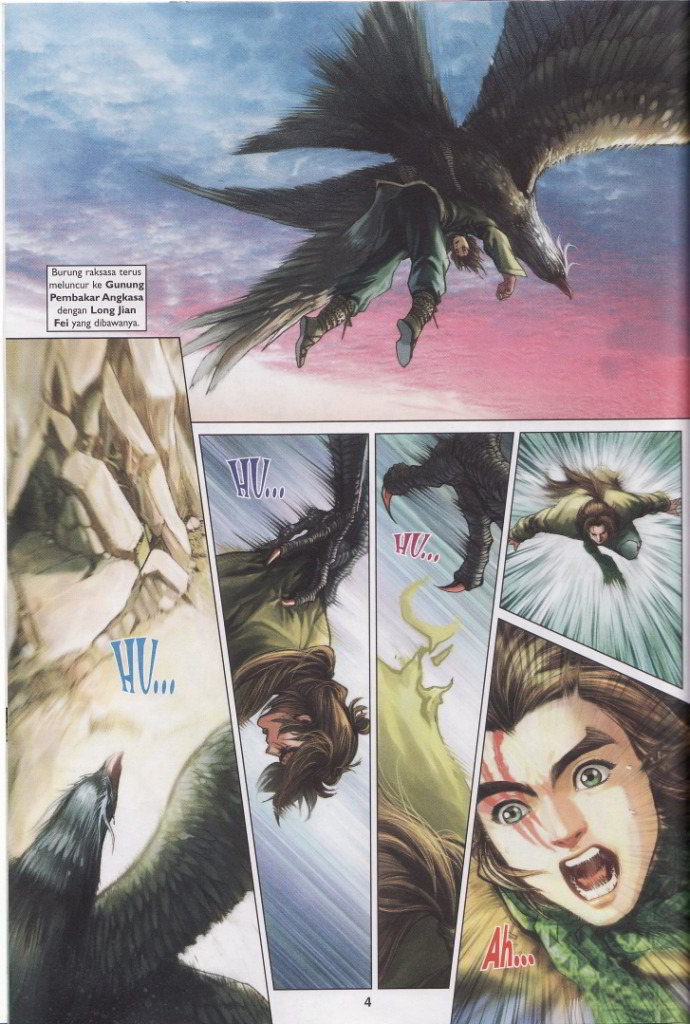 Burung raksasa terus
meluncur ke Gunung
Pembakar Angkasa
dengan Long Jian
Fei yang dibawanya.
HU...
HU...
HU...
Ah...
4